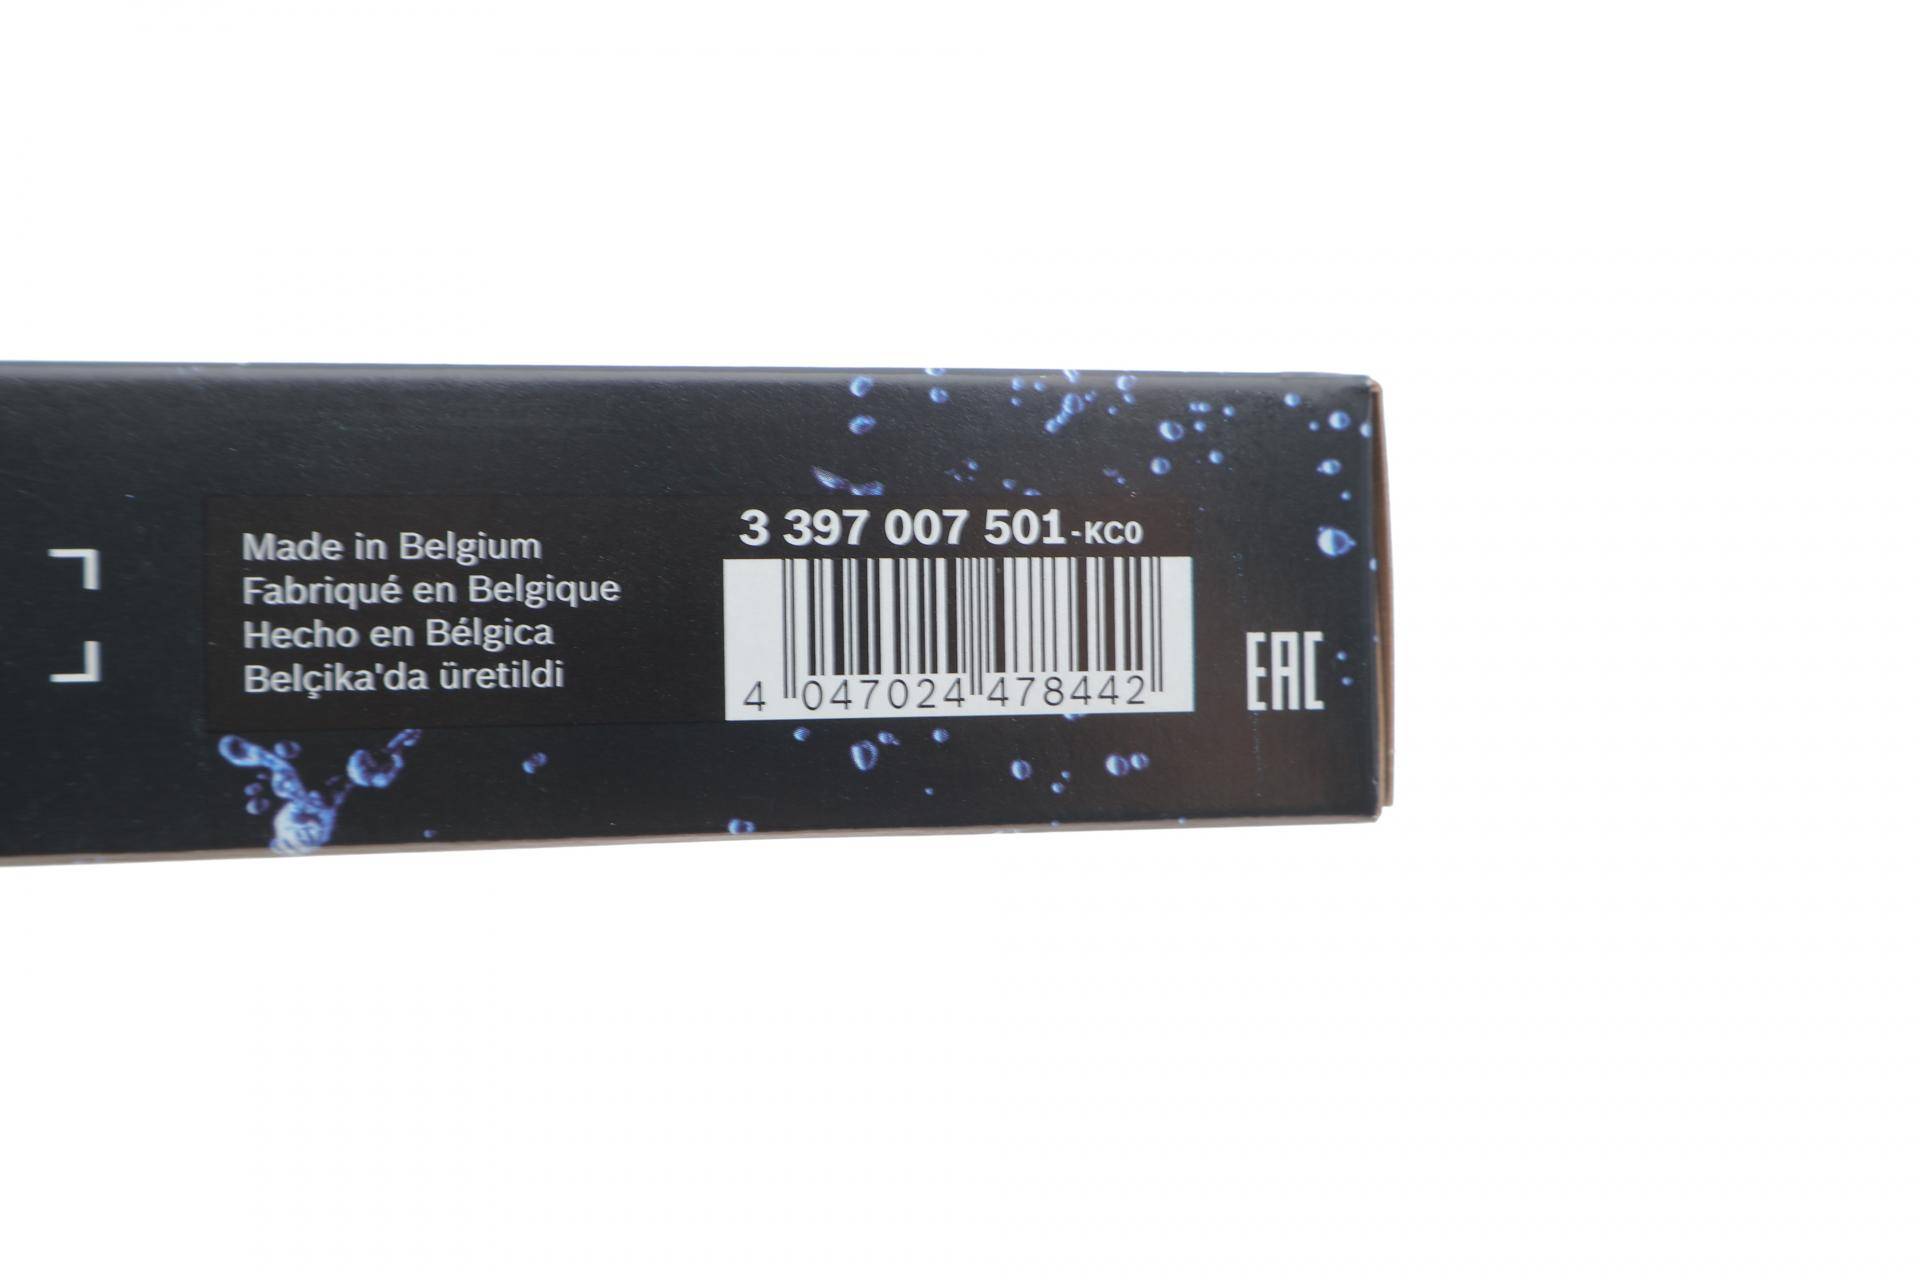 Made in Belgium
Fabriqué en Belgique
Hecho en Bélgica
Belçika'da üretildi
3 397 007 501-KC0
4 047024 478442
EAC